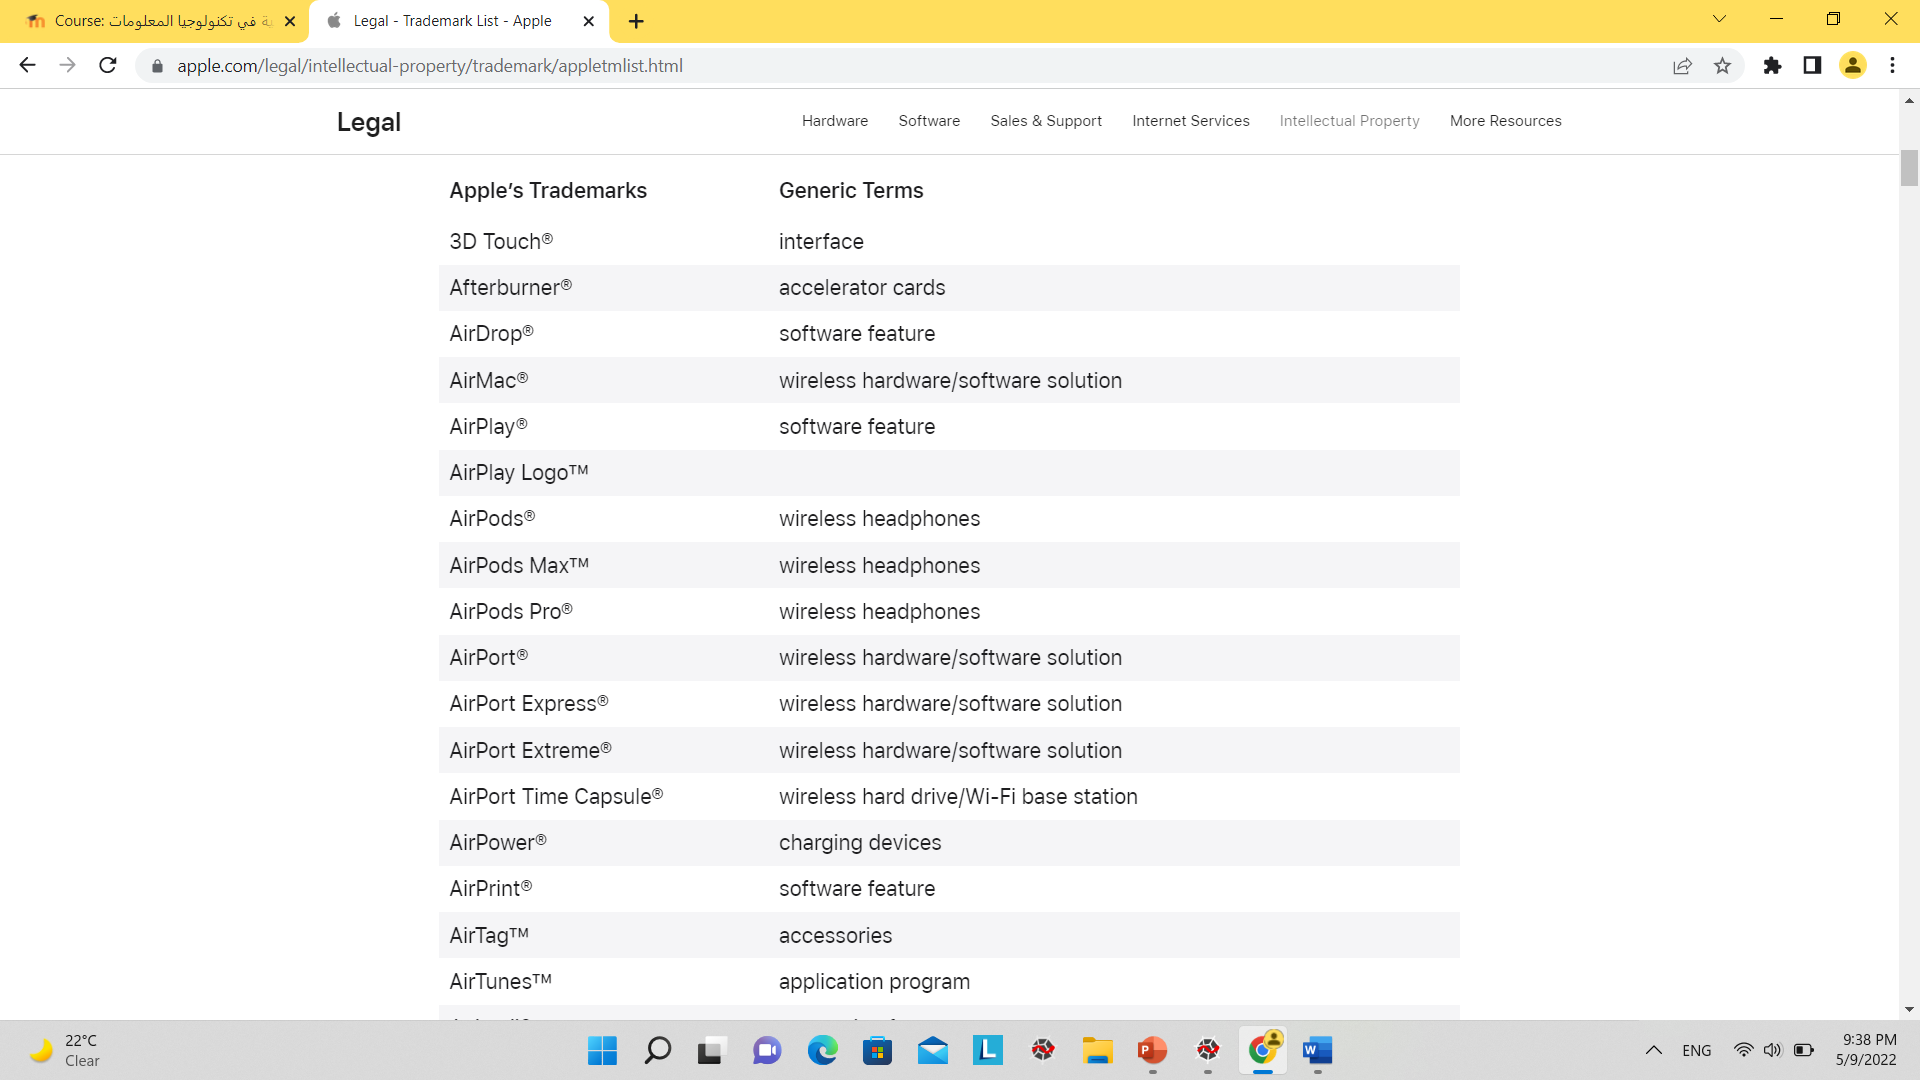 Course: ية في تكنولوجيا المعلومات
Legal - Trademark List - Apple
apple.com/legal/intellectual-property/trademark/appletmlist.html
Legal
Hardware Software Sales & Support Internet Services Intellectual Property More Resources
Apple’s Trademarks Generic Terms
3D Touch® interface
Afterburner® accelerator cards
AirDrop® software feature
AirMac® wireless hardware/software solution
AirPlay® software feature
AirPlay Logo™
AirPods® wireless headphones
AirPods Max™ wireless headphones
AirPods Pro® wireless headphones
AirPort® wireless hardware/software solution
AirPort Express® wireless hardware/software solution
AirPort Extreme® wireless hardware/software solution
AirPort Time Capsule® wireless hard drive/Wi-Fi base station
AirPower® charging devices
AirPrint® software feature
AirTag™ accessories
AirTunes™ application program
22°C
Clear
L
P
W
ENG
9:38 PM
5/9/2022